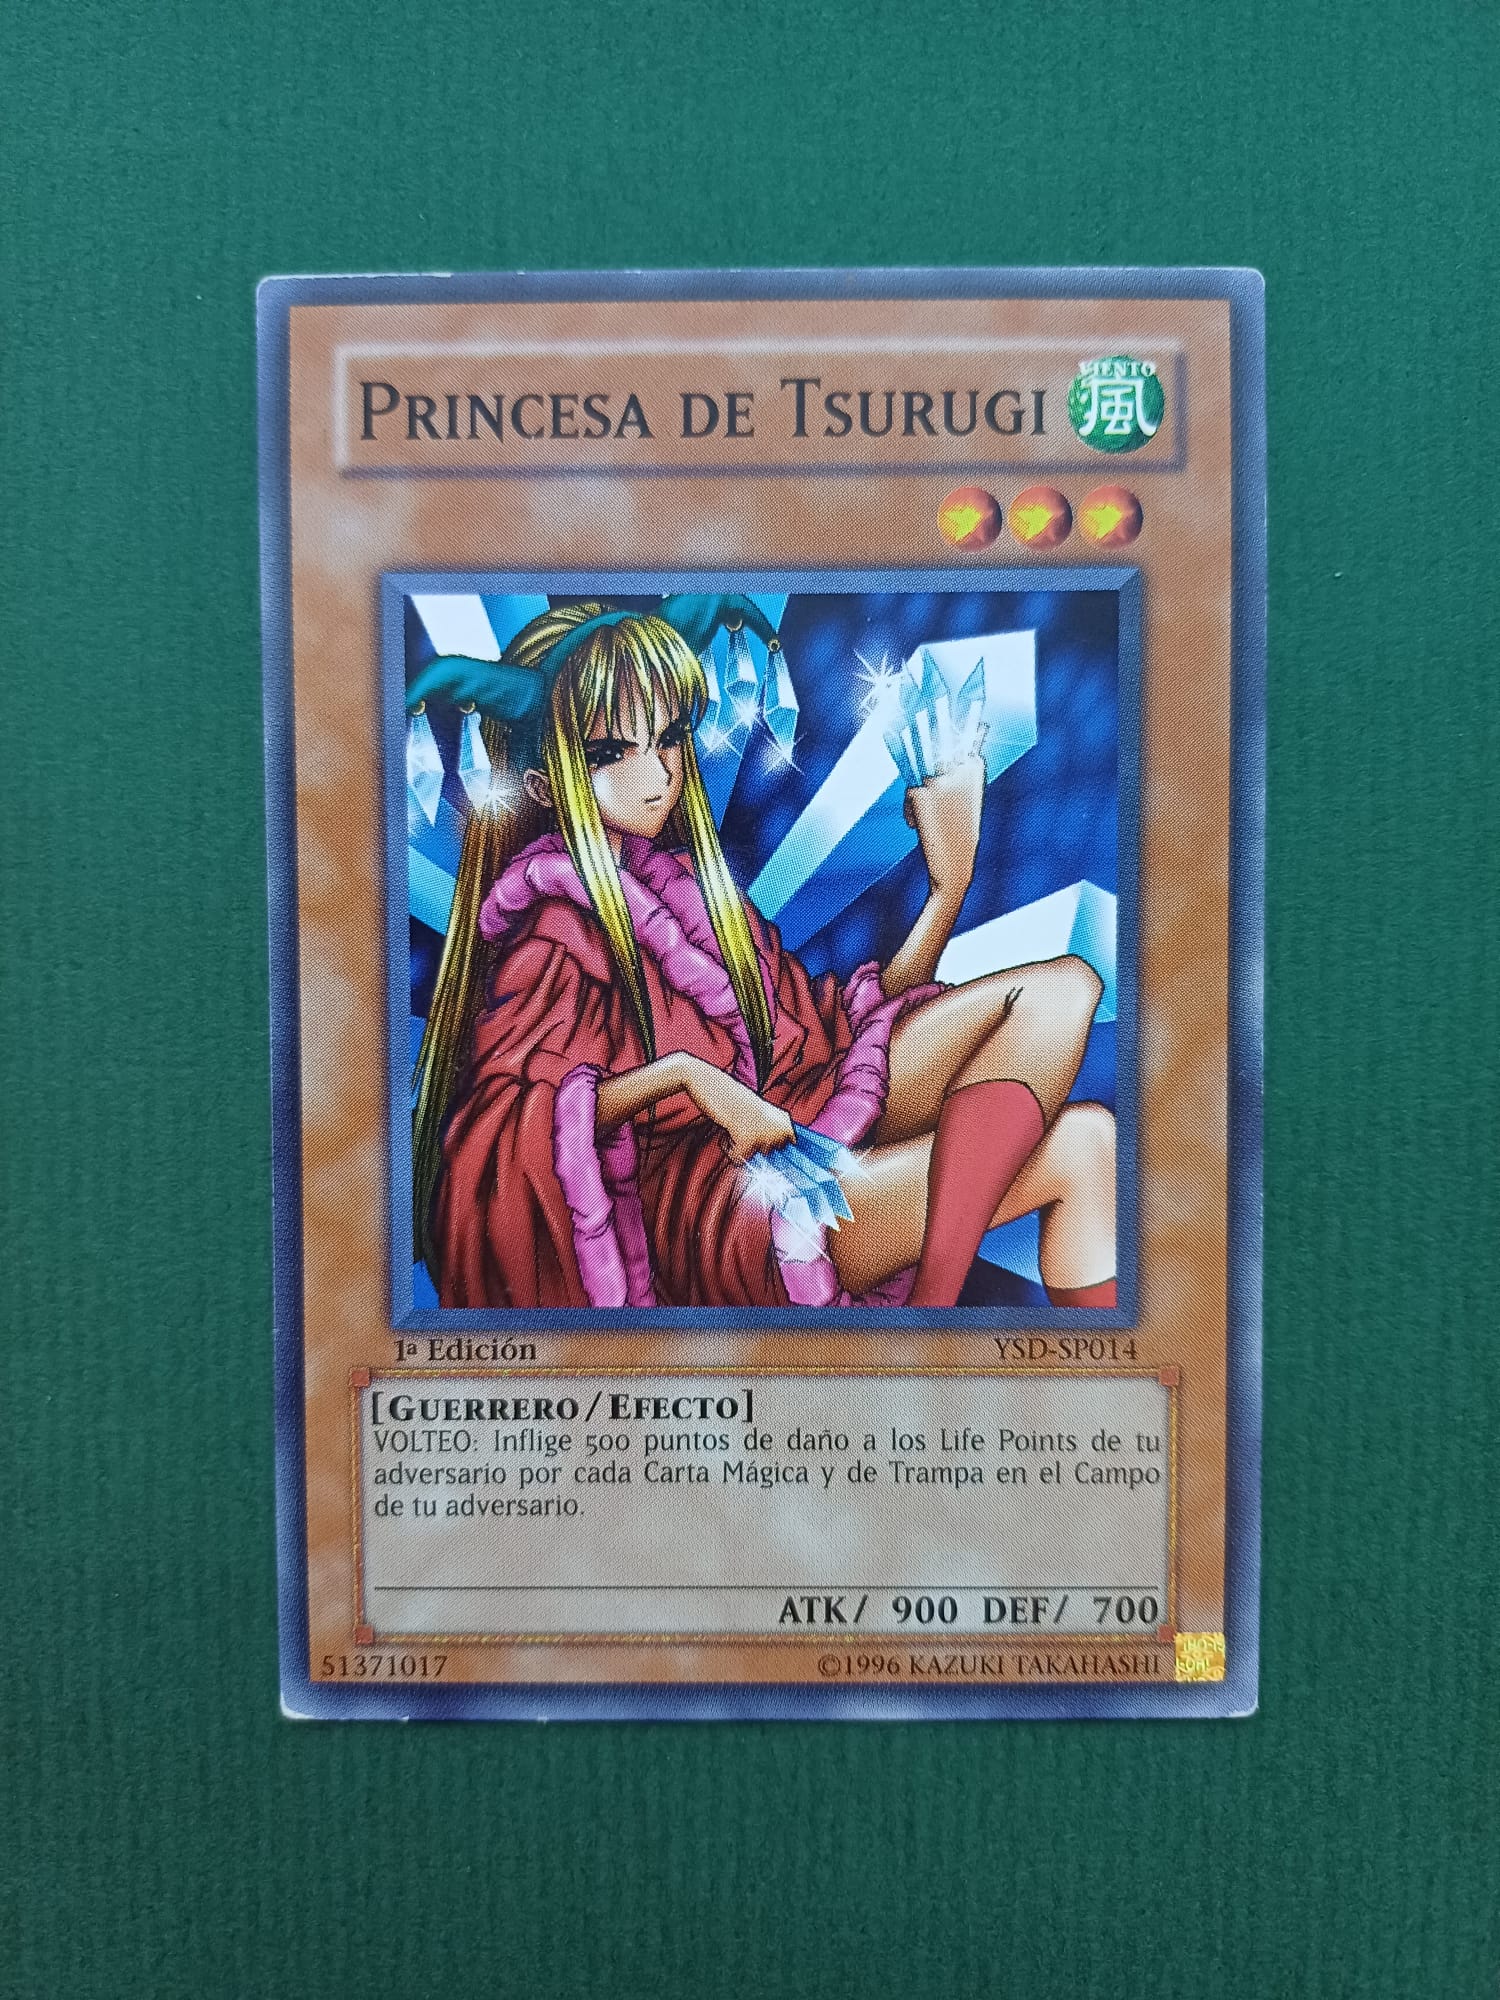 PRINCESA DE TSURUGI
VIENTO
風
1ª Edición
YSD-SP014
[GUERRERO/EFECTO]
VOLTEO: Inflige 500 puntos de daño a los Life Points de tu
adversario por cada Carta Mágica y de Trampa en el Campo
de tu adversario.
ATK/ 900 DEF/ 700
51371017
©1996 KAZUKI TAKAHASHI